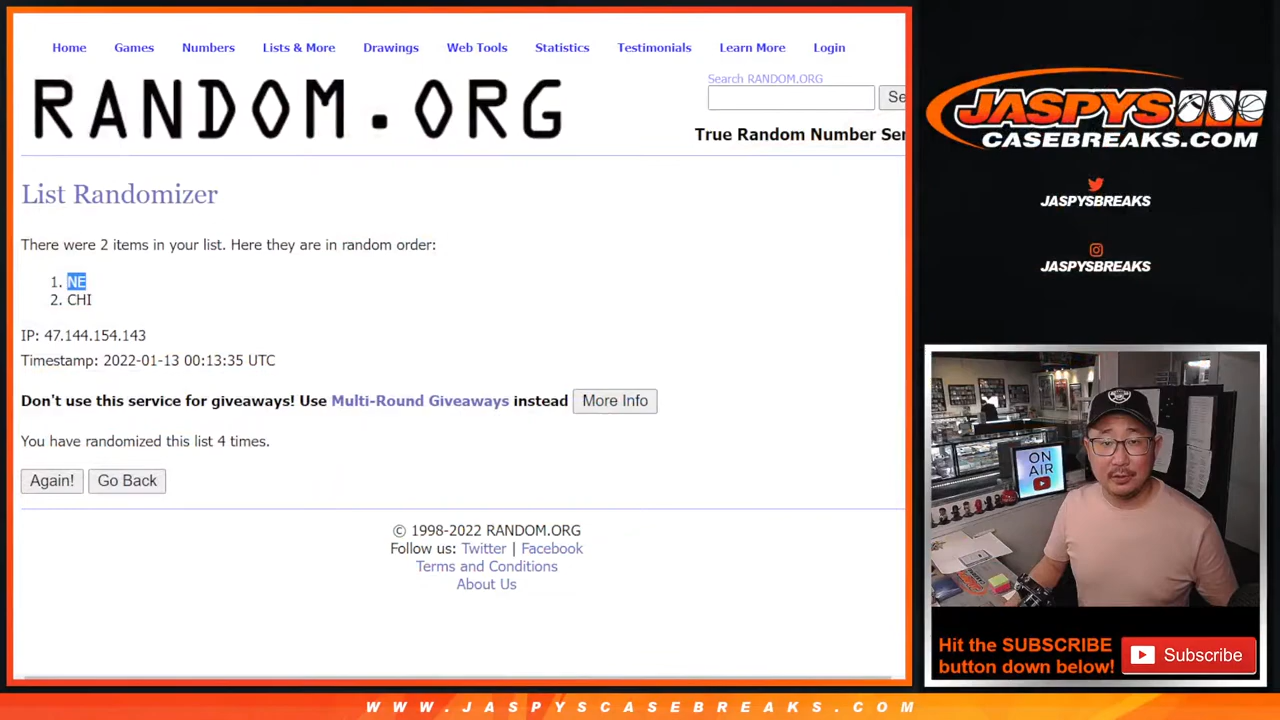 Home Games Numbers Lists & More Drawings Web Tools Statistics Testimonials Learn More Login
RANDOM.ORG
Search RANDOM.ORG
Se
True Random Number Ser
List Randomizer
There were 2 items in your list. Here they are in random order:
1. NE
2. CHI
IP: 47.144.154.143
Timestamp: 2022-01-13 00:13:35 UTC
Don't use this service for giveaways! Use Multi-Round Giveaways instead More Info
You have randomized this list 4 times.
Again! Go Back
© 1998-2022 RANDOM.ORG
Follow us: Twitter | Facebook
Terms and Conditions
About Us
JASPYS
CASEBREAKS.COM
JASPYSBREAKS
JASPYSBREAKS
ON
AIR
Hit the SUBSCRIBE
button down below!
Subscribe
WWW.JASPYSCASEBREAKS.COM